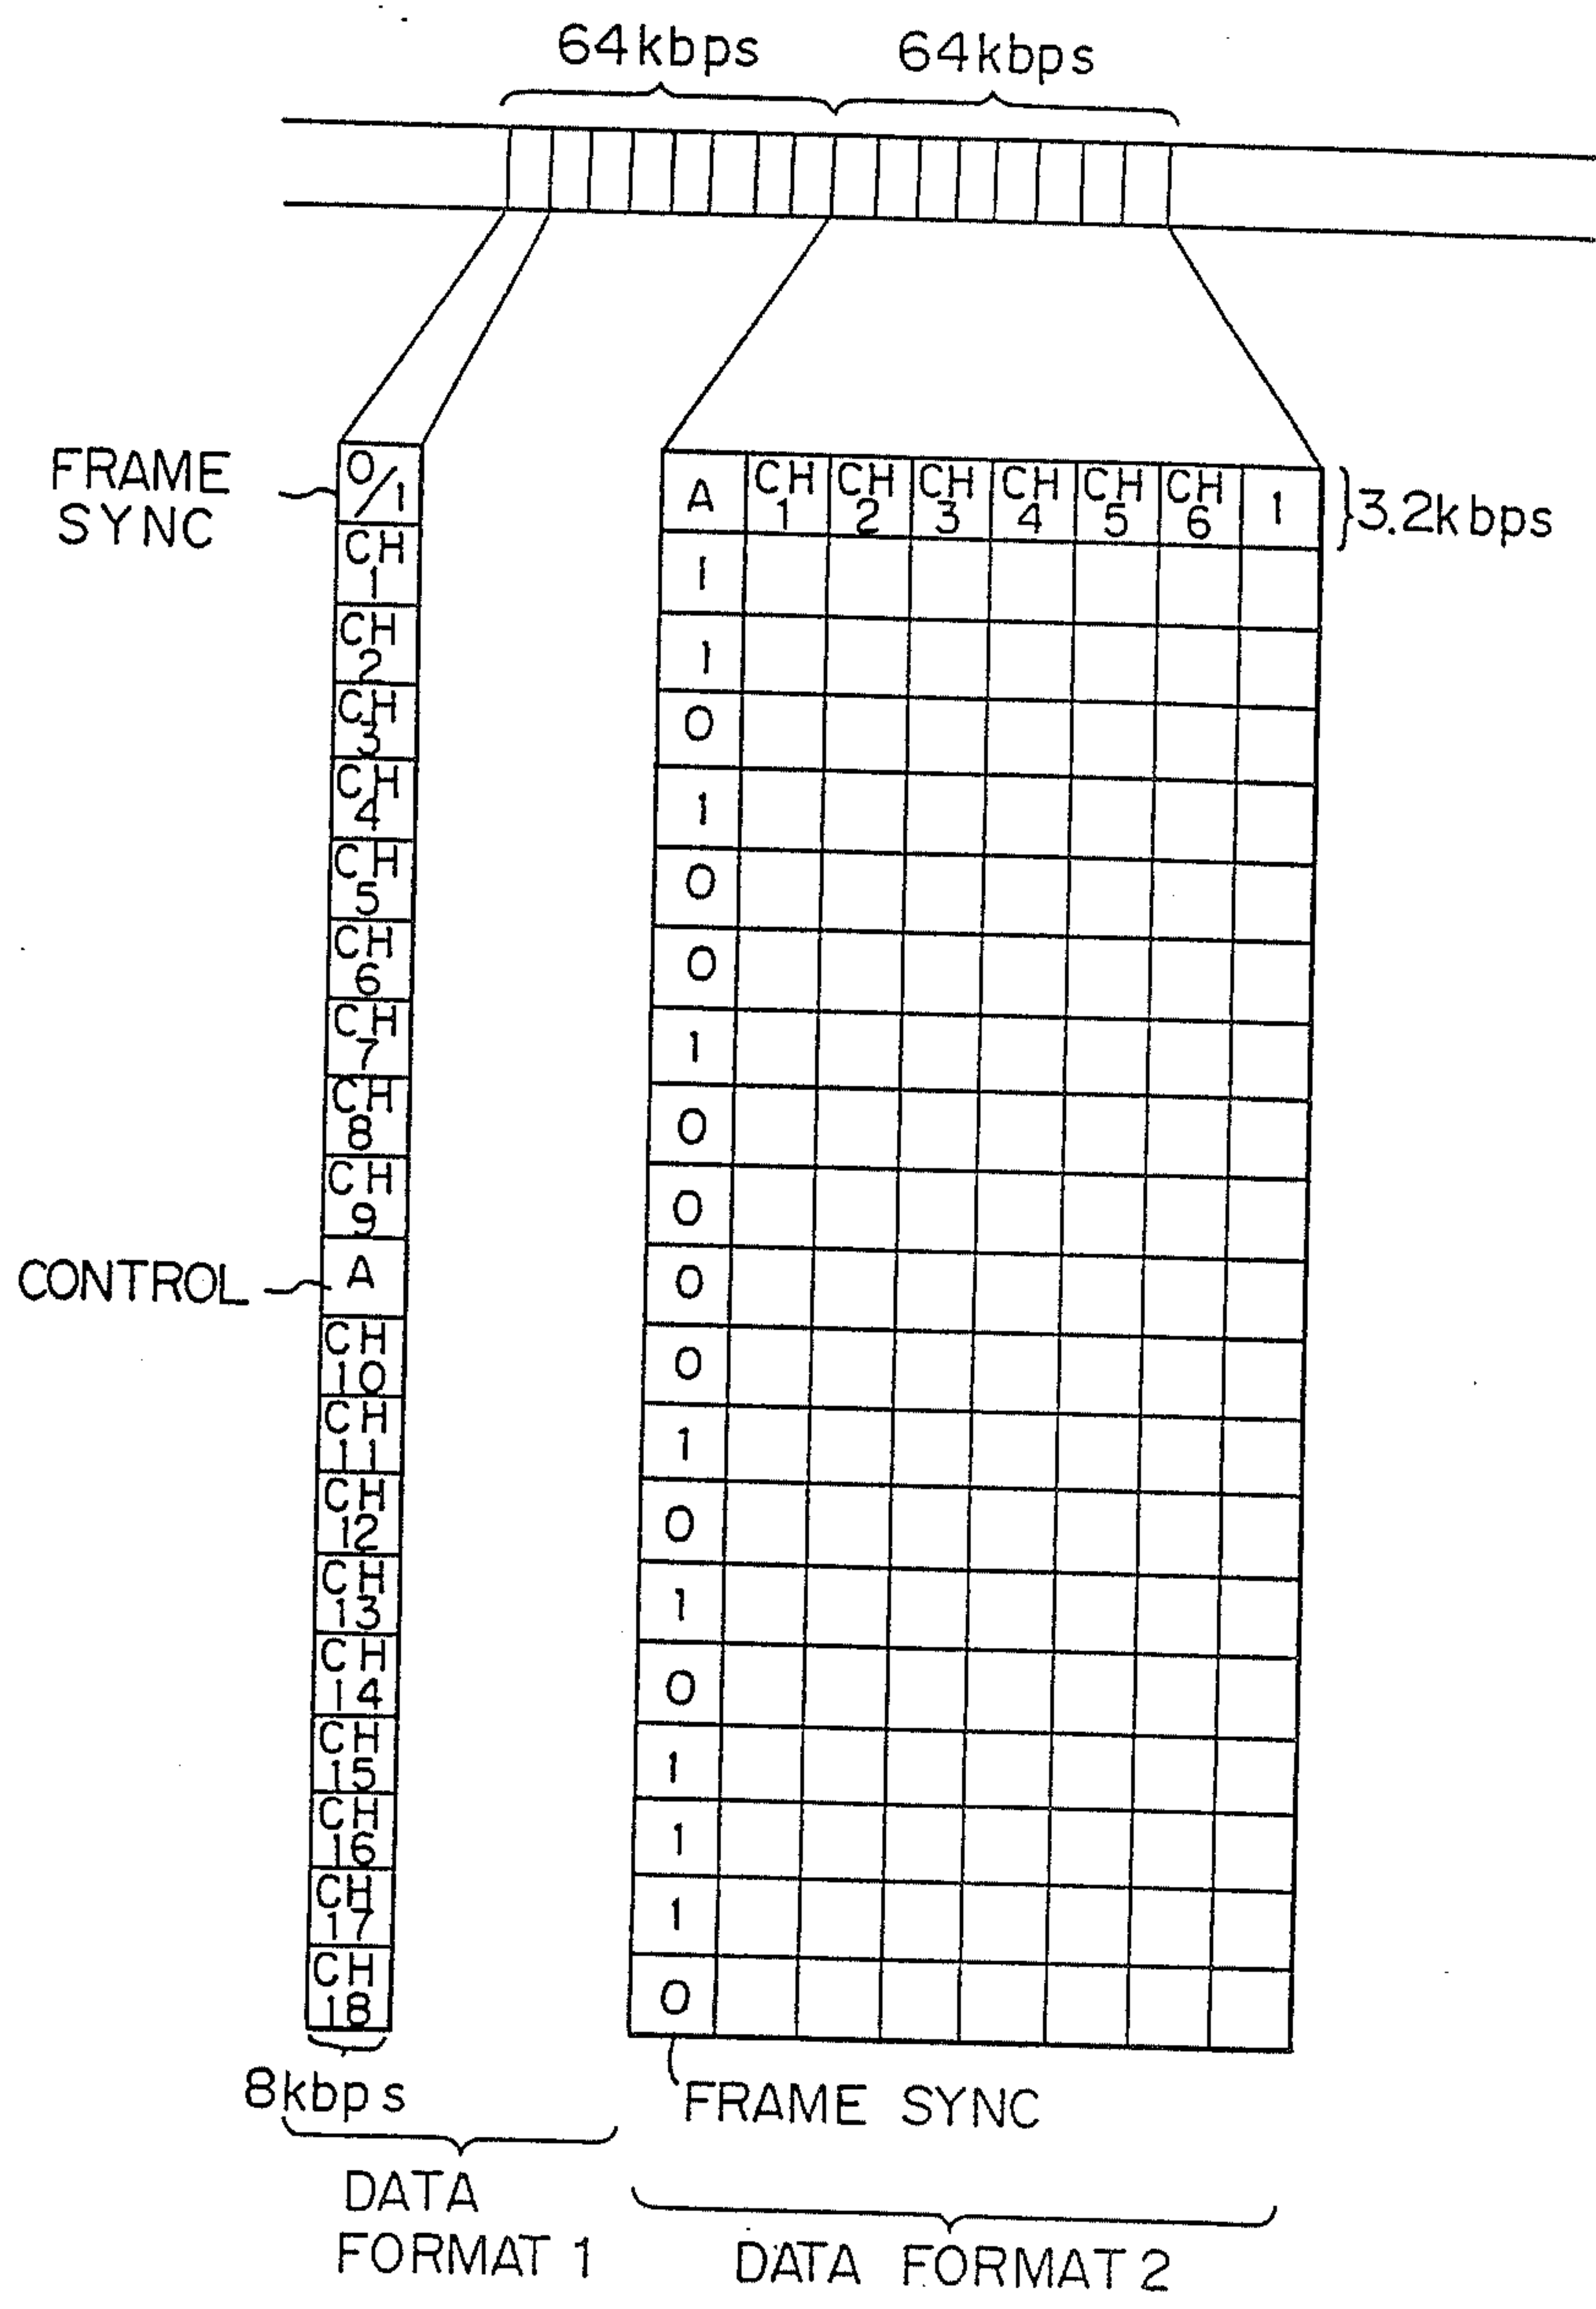 64kbps 64kbps
FRAME
SYNC
0/1
CH
1
CH
2
CH
3
CH
4
CH
5
CH
6
CH
7
CH
8
CH
9
CONTROL
A
CH
10
CH
11
CH
12
CH
13
CH
14
CH
15
CH
16
CH
17
CH
18
8kbps
DATA
FORMAT 1
A CH 1 CH 2 CH 3 CH 4 CH 5 CH 6 1
3.2kbps
1
1
0
1
0
0
1
0
0
0
0
1
0
1
0
1
1
1
0
FRAME SYNC
DATA FORMAT 2